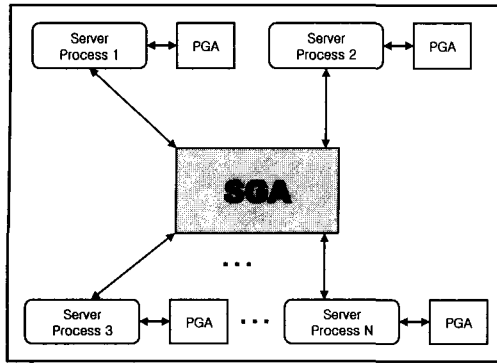 Server
Process 1
PGA
Server
Process 2
PGA
SGA
...
Server
Process 3
PGA
...
Server
Process N
PGA